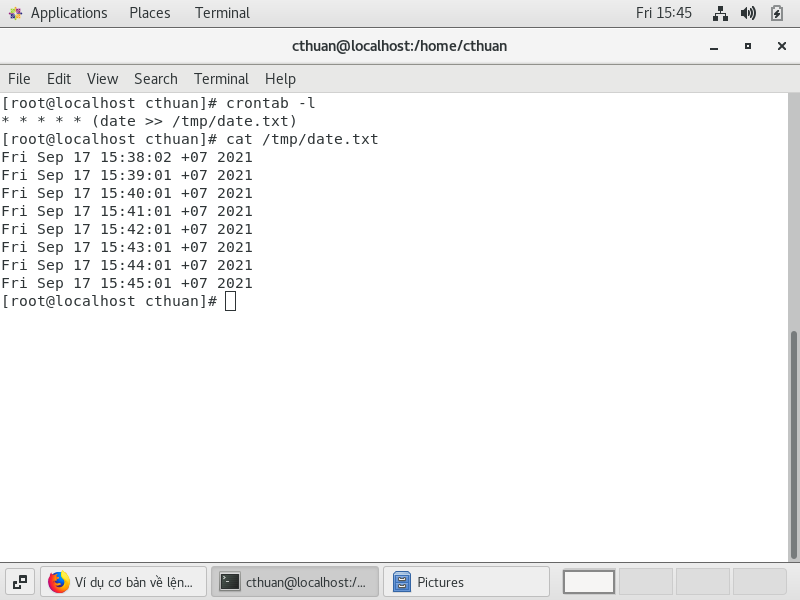 Applications Places Terminal Fri 15:45
cthuan@localhost:/home/cthuan
File Edit View Search Terminal Help
[root@localhost cthuan]# crontab -l
* * * * * (date >> /tmp/date.txt)
[root@localhost cthuan]# cat /tmp/date.txt
Fri Sep 17 15:38:02 +07 2021
Fri Sep 17 15:39:01 +07 2021
Fri Sep 17 15:40:01 +07 2021
Fri Sep 17 15:41:01 +07 2021
Fri Sep 17 15:42:01 +07 2021
Fri Sep 17 15:43:01 +07 2021
Fri Sep 17 15:44:01 +07 2021
Fri Sep 17 15:45:01 +07 2021
[root@localhost cthuan]#
Ví dụ cơ bản về lện... cthuan@localhost:/... Pictures